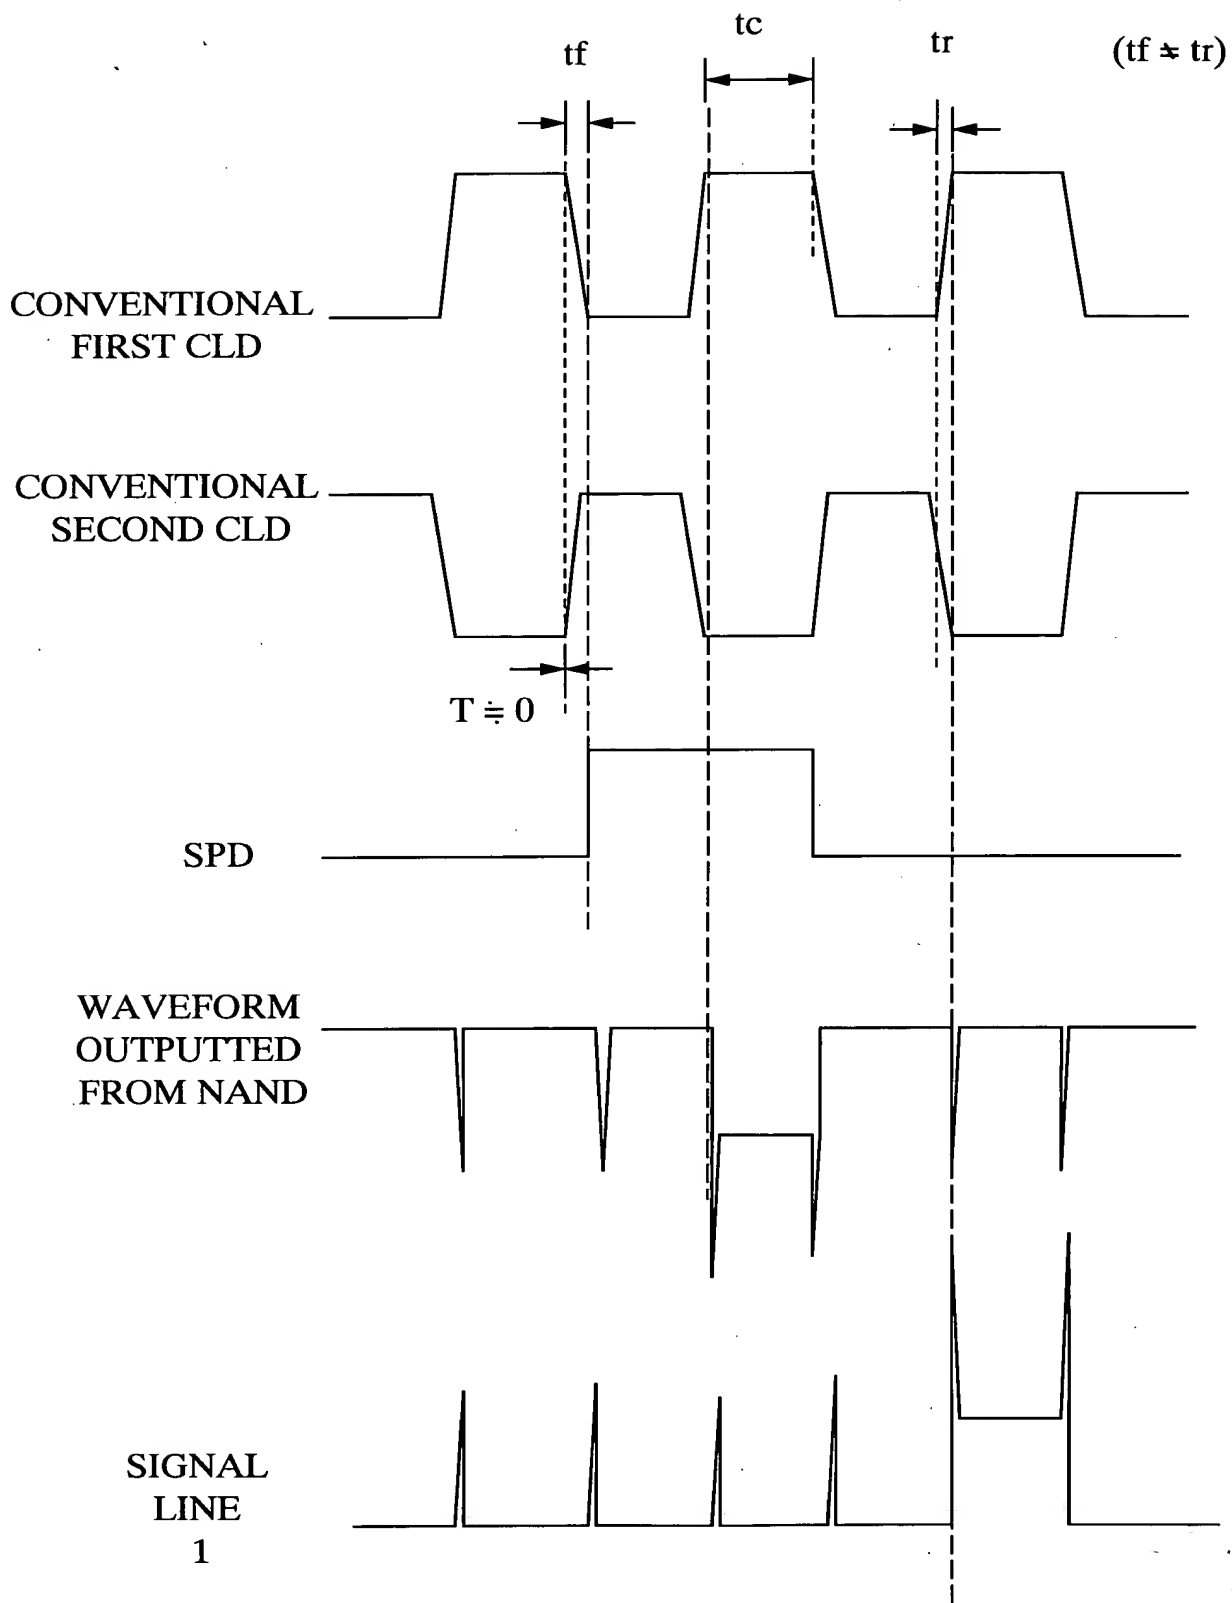 tc
tf
tr
(tf ≒ tr)
CONVENTIONAL
FIRST CLD
CONVENTIONAL
SECOND CLD
T ≒ 0
SPD
WAVEFORM
OUTPUTTED
FROM NAND
SIGNAL
LINE
1